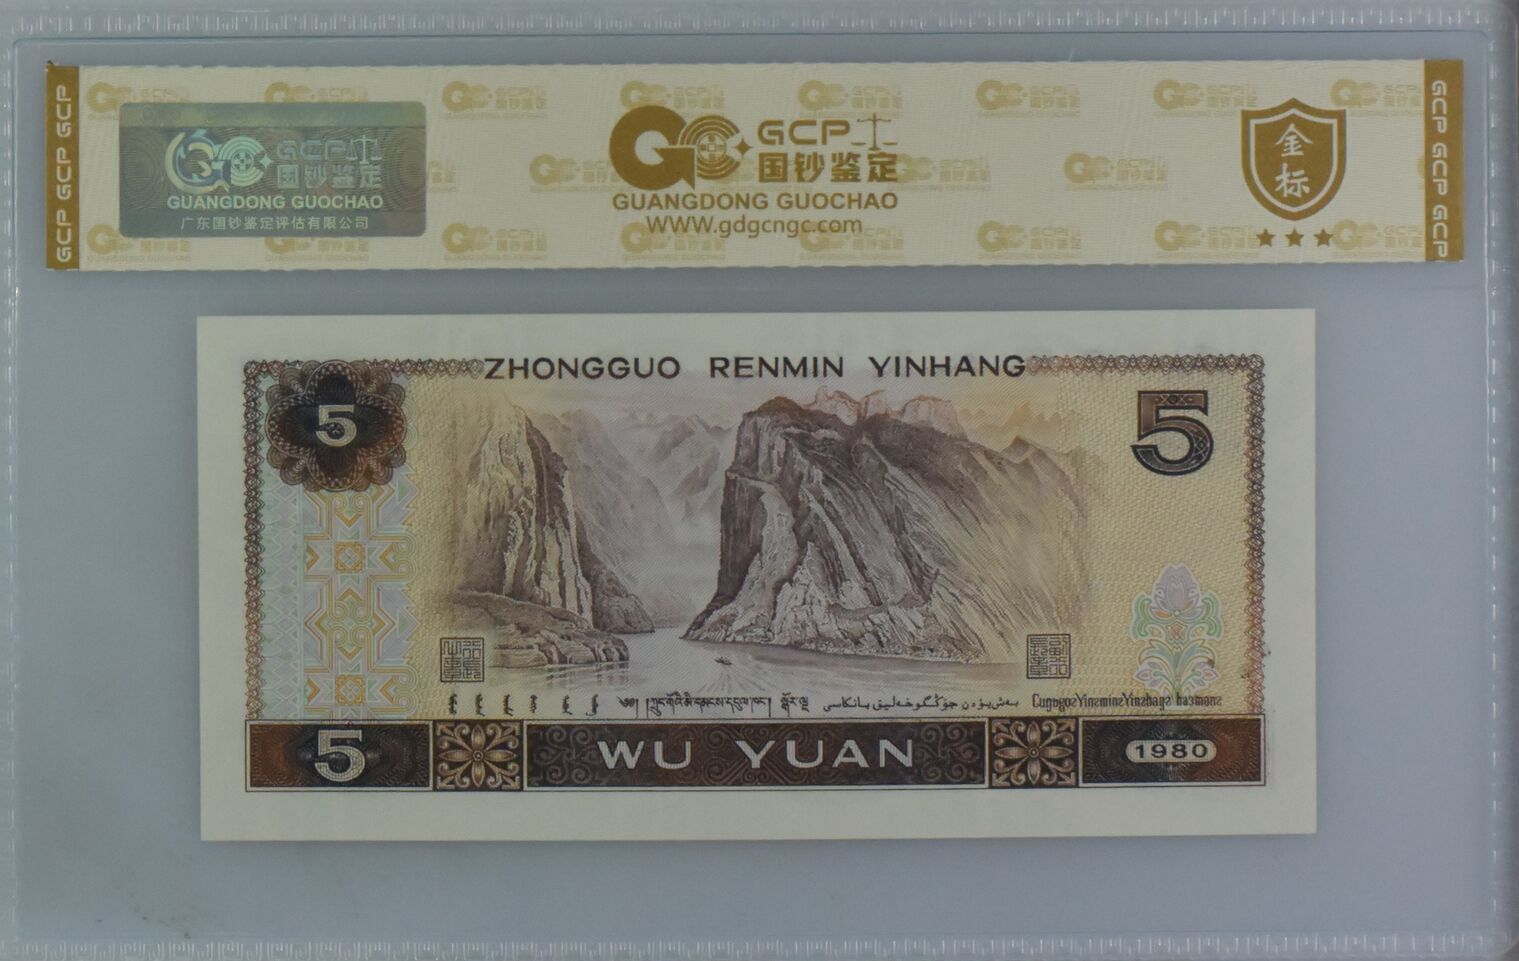 GCP GCP GCP GCP
GCP
国钞鉴定
GUANGDONG GUOCHAO
广东国钞鉴定评估有限公司
GCP
国钞鉴定
GUANGDONG GUOCHAO
WWW.gdgcngc.com
金标
GCP GCP GCP GCP
ZHONGGUO RENMIN YINHANG
5
5
5
WU YUAN
1980